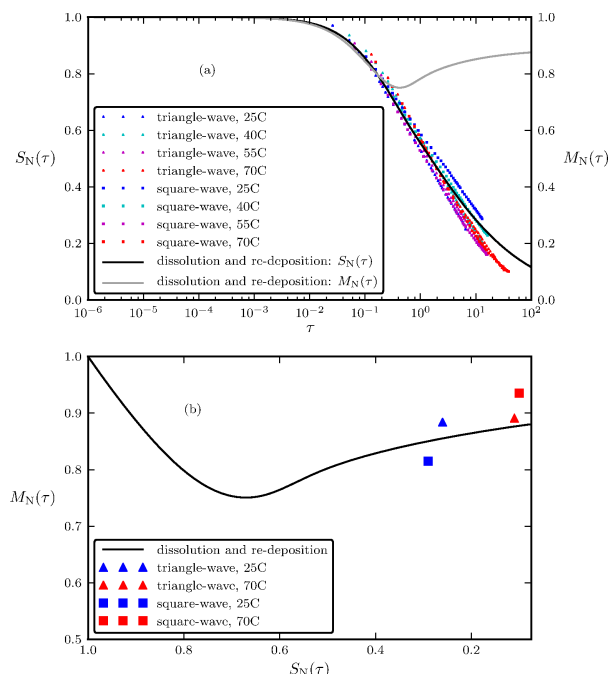 1.0
1.0
(a)
0.8
0.8
triangle-wave, 25C
triangle-wave, 40C
triangle-wave, 55C
triangle-wave, 70C
square-wave, 25C
square-wave, 40C
square-wave, 55C
square-wave, 70C
dissolution and re-deposition: S_N(τ)
dissolution and re-deposition: M_N(τ)
0.6
0.6
S_N(τ)
M_N(τ)
0.4
0.4
0.2
0.2
0.0
0.0
10^−6 10^−5 10^−4 10^−3 10^−2 10^−1 10^0 10^1 10^2
τ
1.0
(b)
0.9
0.8
M_N(τ)
0.7
0.6
0.5
dissolution and re-deposition
triangle-wave, 25C
triangle-wave, 70C
square-wave, 25C
square-wave, 70C
1.0 0.8 0.6 0.4 0.2
S_N(τ)